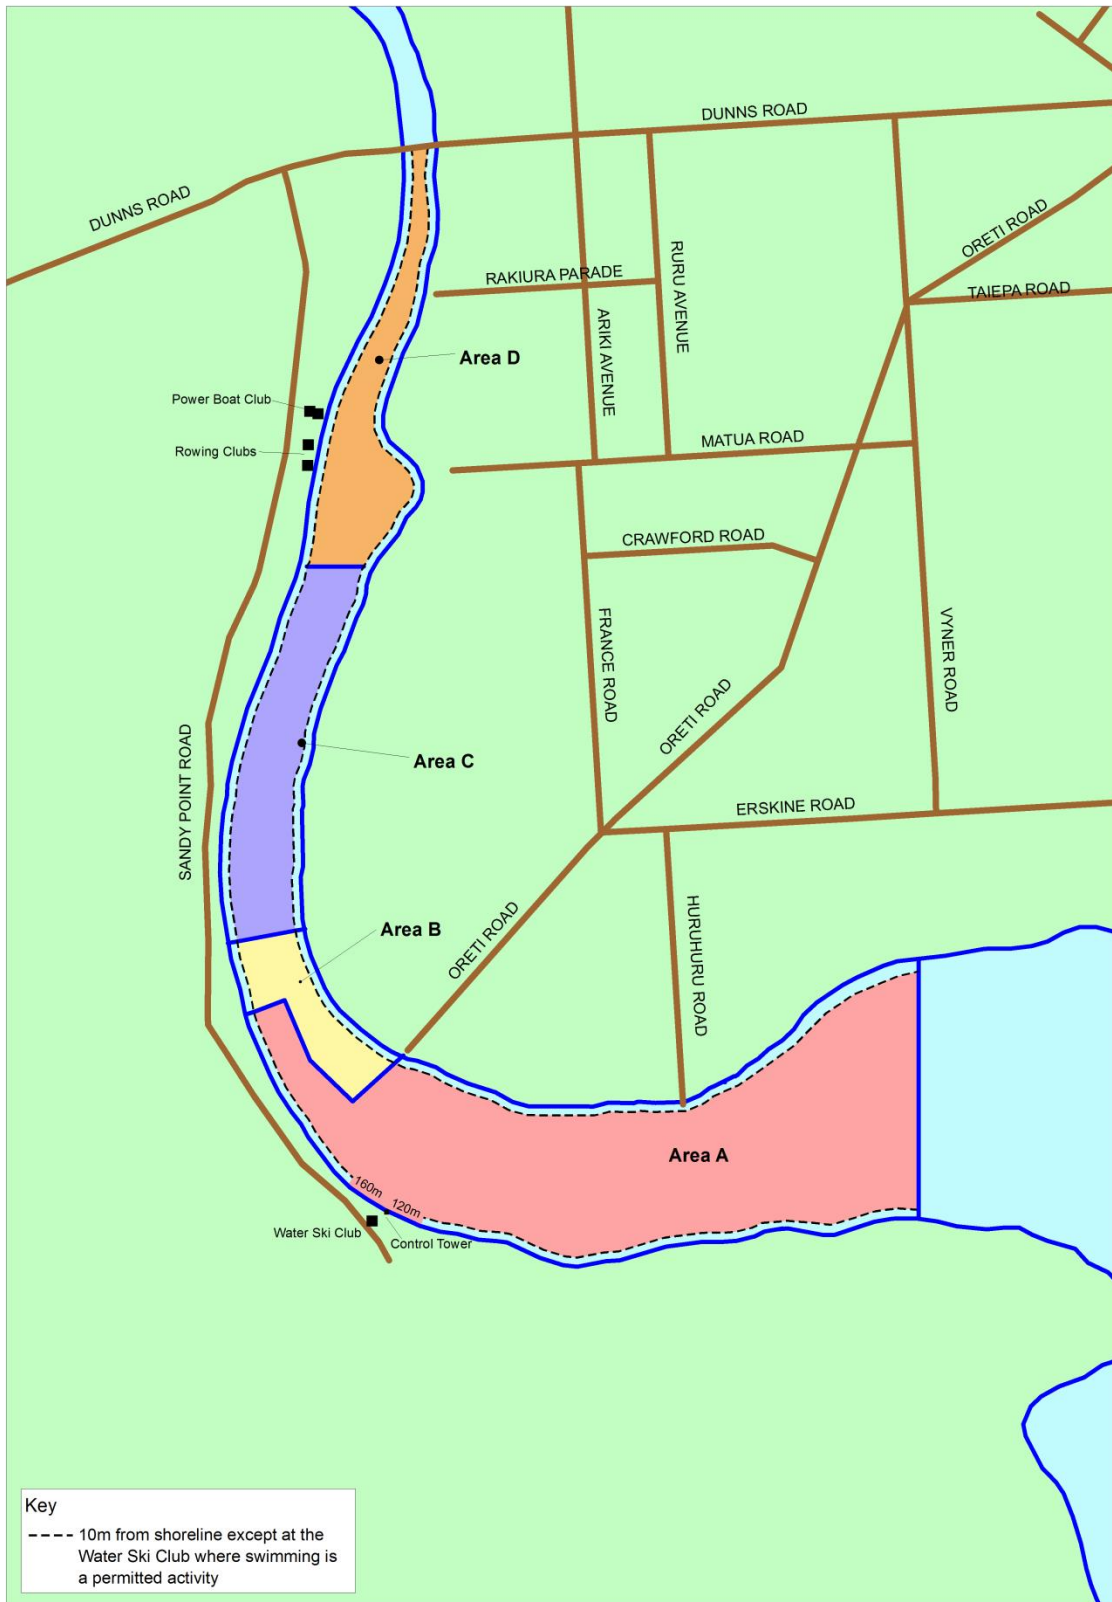 DUNNS ROAD
DUNNS ROAD
ORETI ROAD
RURU AVENUE
RAKIURA PARADE
TAIEPA ROAD
ARIKI AVENUE
Area D
Power Boat Club
MATUA ROAD
Rowing Clubs
CRAWFORD ROAD
FRANCE ROAD
VYNER ROAD
ORETI ROAD
Area C
SANDY POINT ROAD
ERSKINE ROAD
Area B
ORETI ROAD
HURUHURU ROAD
Area A
160m
120m
Water Ski Club
Control Tower
Key
10m from shoreline except at the
Water Ski Club where swimming is
a permitted activity